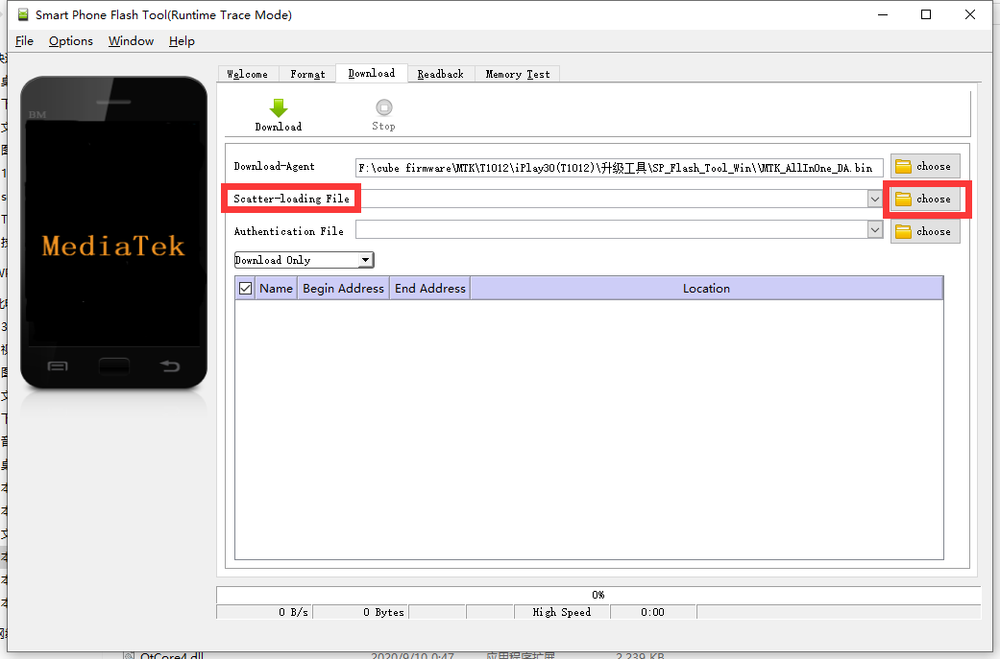 Smart Phone Flash Tool(Runtime Trace Mode)
File Options Window Help
Welcome Format Download Readback Memory Test
BM
Download Stop
Download-Agent F:\cube firmware\MTK\T1012\iPlay30(T1012)\升级工具\SP_Flash_Tool_Win\\MTK_AllInOne_DA.bin choose
Scatter-loading File choose
Authentication File choose
MediaTek
Download Only
Name Begin Address End Address Location
0%
0 B/s 0 Bytes High Speed 0:00
QtCore4.dll 2020/9/10 0:47 应用程序扩展 2,239 KB